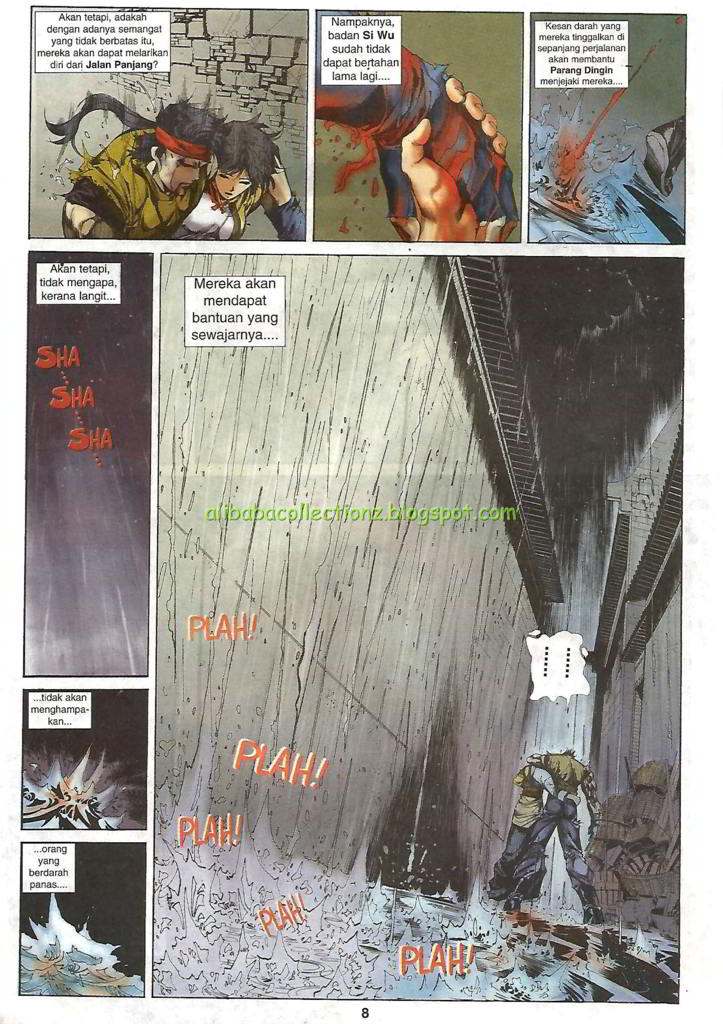 Akan tetapi, adakah
dengan adanya semangat
yang tidak berbatas itu,
mereka akan dapat melarikan
diri dari Jalan Panjang?
Nampaknya,
badan Si Wu
sudah tidak
dapat bertahan
lama lagi....
Kesan darah yang
mereka tinggalkan di
sepanjang perjalanan
akan membantu
Parang Dingin
menjejaki mereka....
Akan tetapi,
tidak mengapa,
kerana langit...
SHA
SHA
SHA
...tidak akan
menghampa-
kan...
...orang
yang
berdarah
panas....
Mereka akan
mendapat
bantuan yang
sewajarnya....
alibabacollectionz.blogspot.com
PLAH!
!!
PLAH!
PLAH!
PLAH!
PLAH!
8